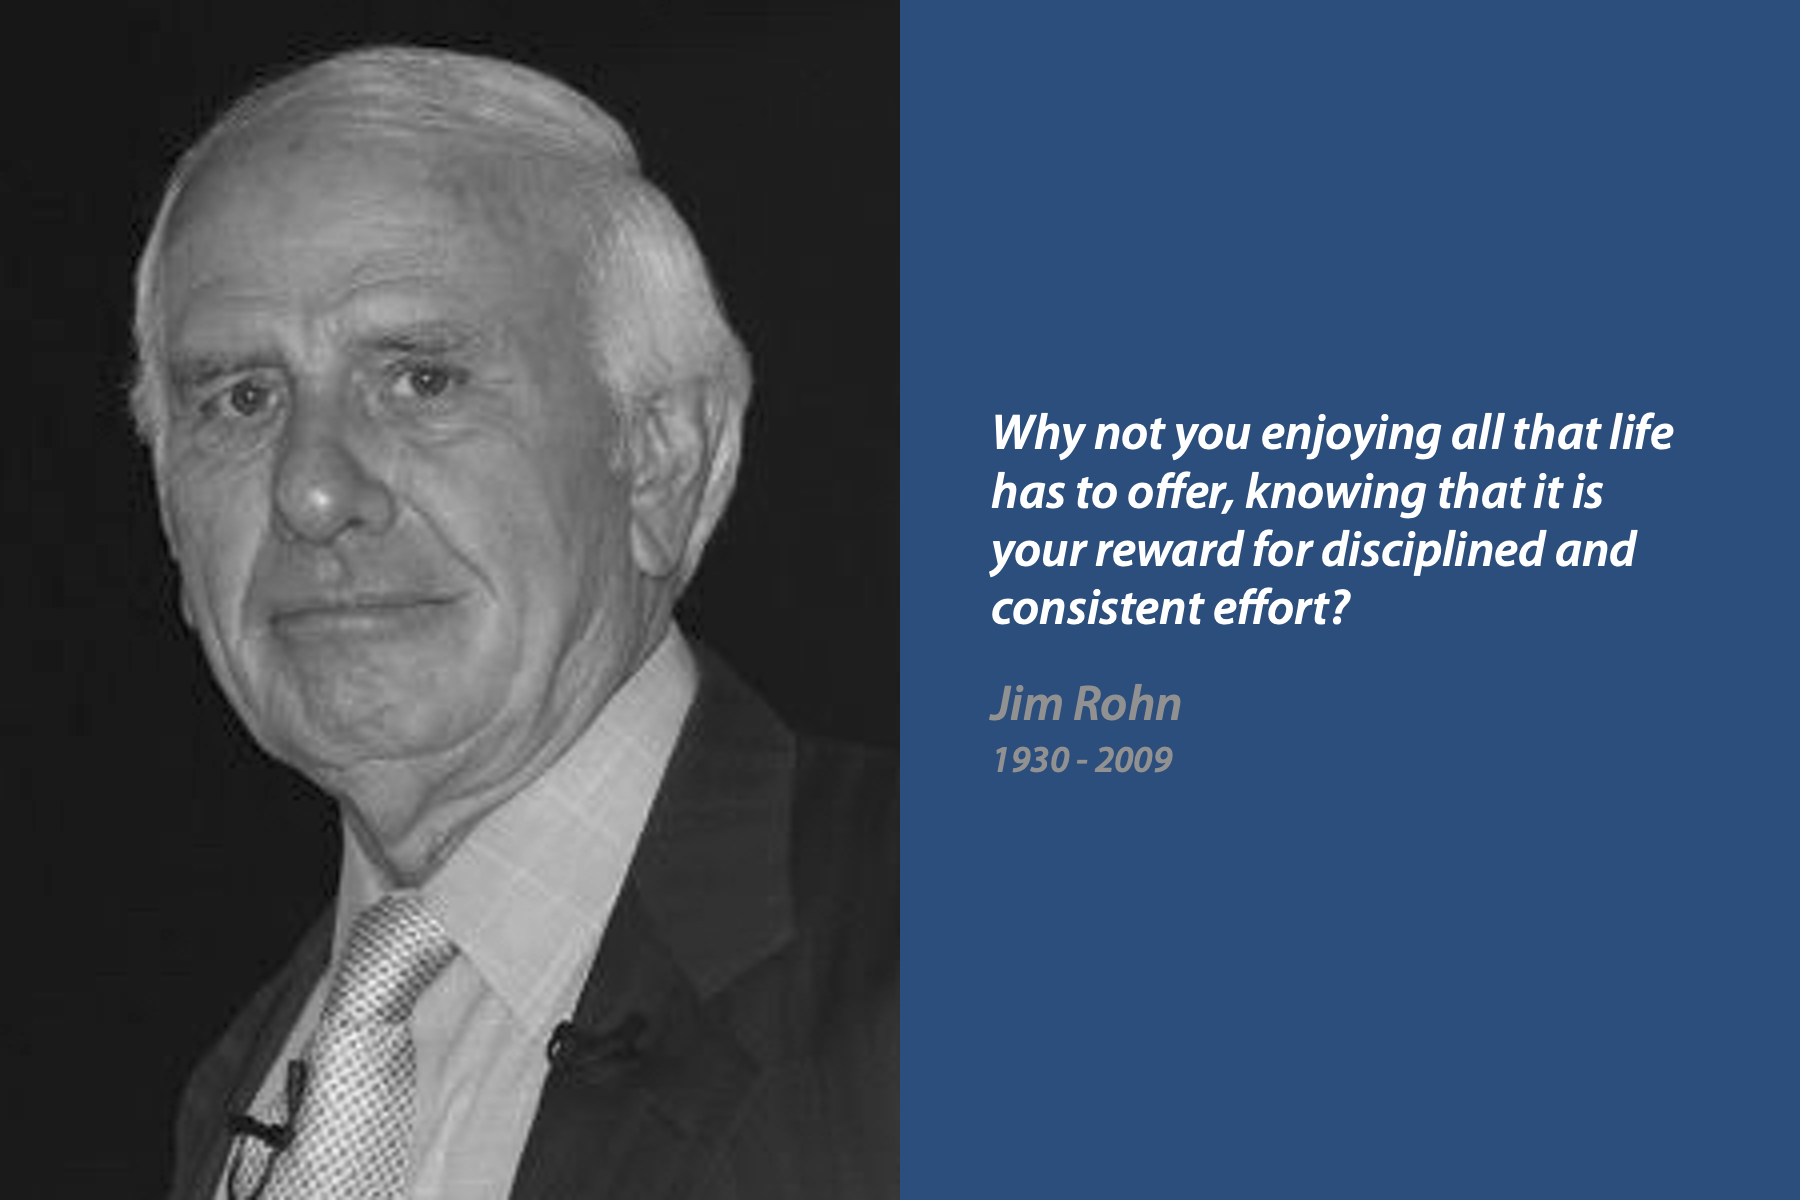 Why not you enjoying all that life
has to offer, knowing that it is
your reward for disciplined and
consistent effort?
Jim Rohn
1930 - 2009